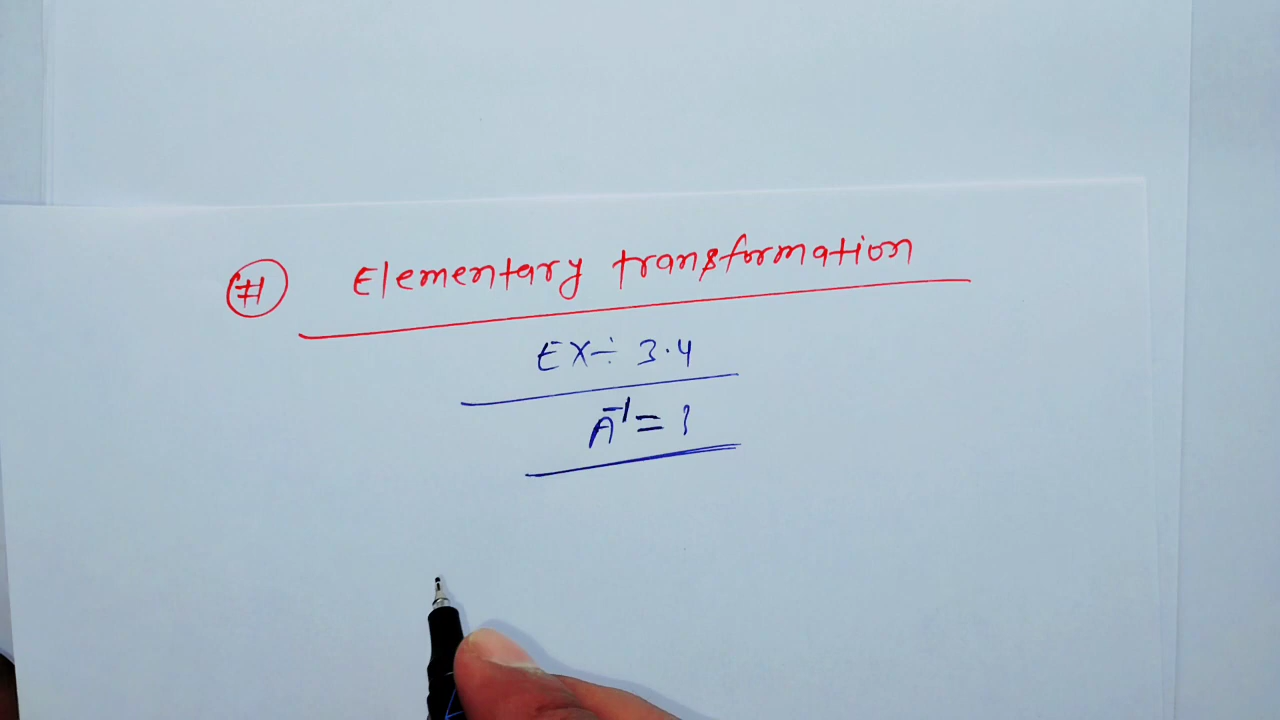 # Elementary transformation
EX÷ 3.4
A⁻¹ = ?